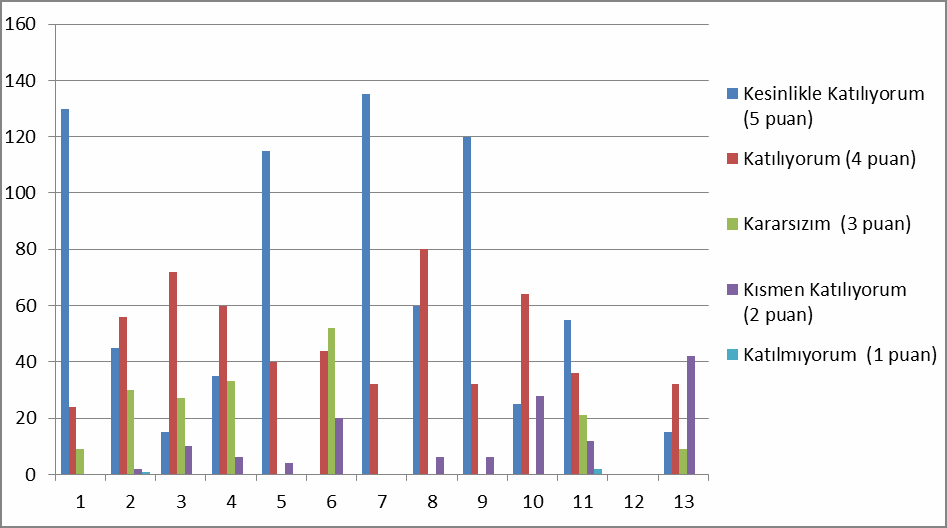 160
140
120
100
80
60
40
20
0
1 2 3 4 5 6 7 8 9 10 11 12 13
Kesinlikle Katılıyorum
(5 puan)
Katılıyorum (4 puan)
Kararsızım  (3 puan)
Kısmen Katılıyorum
(2 puan)
Katılmıyorum  (1 puan)